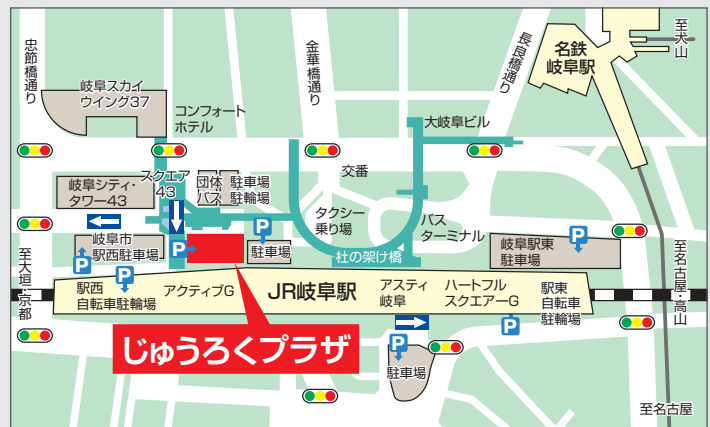 忠節橋通り
金華橋通り
長良橋通り
至犬山
名鉄
岐阜駅
岐阜スカイ
ウイング37
コンフォート
ホテル
大岐阜ビル
交番
岐阜シティ・
タワー43
スクエア
43
団体
バス
駐車場
駐輪場
タクシー
乗り場
バス
ターミナル
岐阜市
駅西駐車場
P
P
駐車場
杜の架け橋
岐阜駅東
駐車場
P
至大垣・京都
P
P
駅西
自転車駐輪場
アクティブG
JR岐阜駅
アスティ
岐阜
ハートフル
スクエアーG
駅東
自転車
駐輪場
至名古屋・高山
じゅうろくプラザ
P
P
駐車場
至名古屋